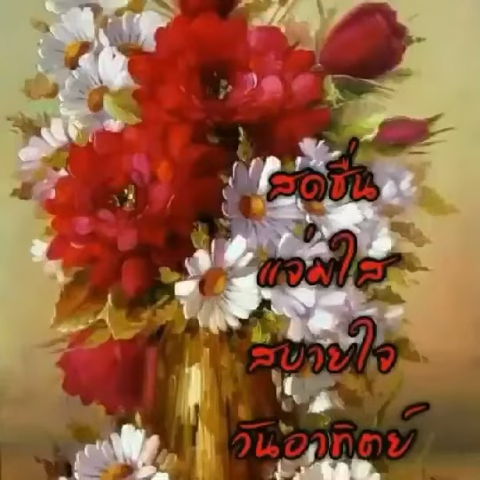 สดชื่น
แจ่มใส
สบายใจ
วันอาทิตย์